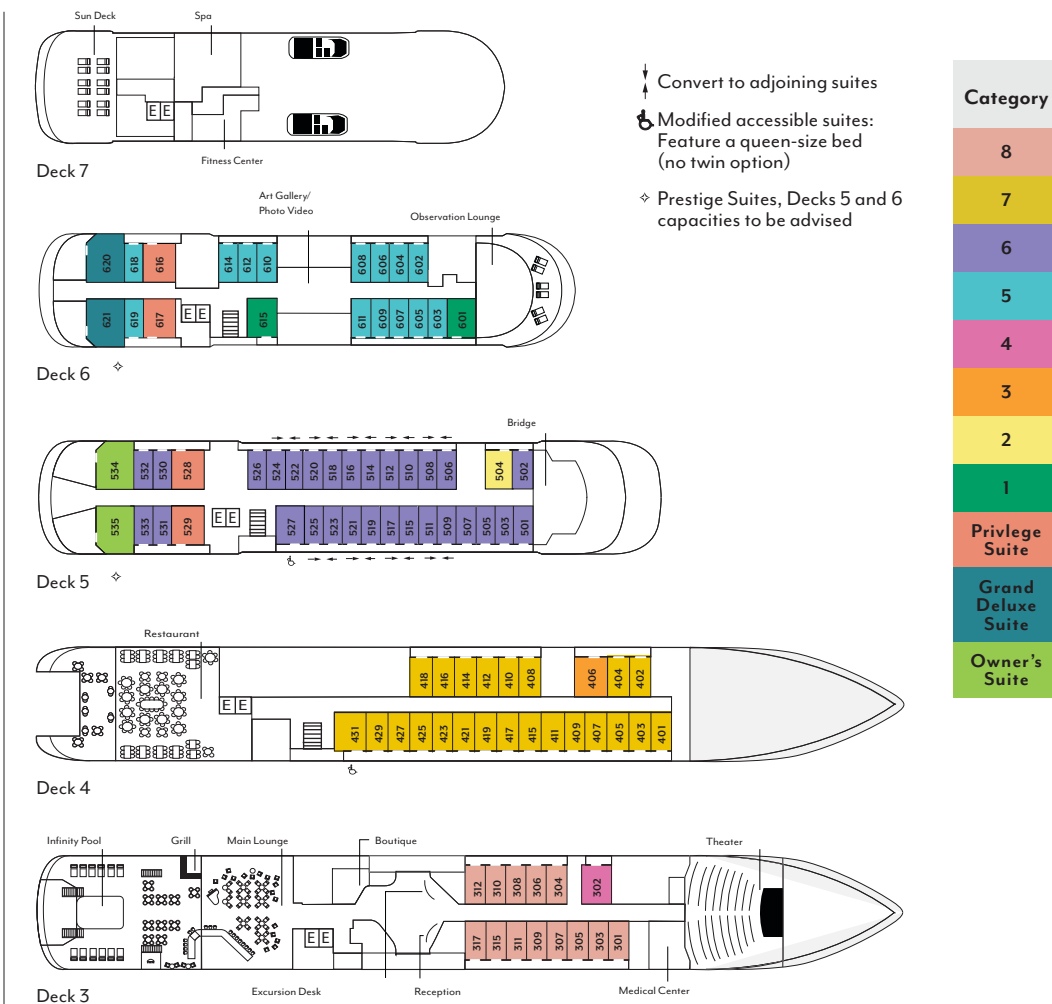 Sun Deck
Spa
E E
Fitness Center
Deck 7
Convert to adjoining suites
Modified accessible suites:
Feature a queen-size bed
(no twin option)
Prestige Suites, Decks 5 and 6
capacities to be advised
Category
8
7
6
5
4
3
2
1
Privlege
Suite
Grand
Deluxe
Suite
Owner's
Suite
Art Gallery/
Photo Video
Observation Lounge
620 618 616 614 612 610 608 606 604 602
621 619 617 E E 615 611 609 607 605 603 601
Deck 6
Bridge
534 532 530 528 526 524 522 520 518 516 514 512 510 508 506 504 502
535 533 531 529 E E 527 525 523 521 519 517 515 511 509 507 505 503 501
Deck 5
Restaurant
418 416 414 412 410 408 406 404 402
E E
431 429 427 425 423 421 419 417 415 411 409 407 405 403 401
Deck 4
Infinity Pool
Grill
Main Lounge
Boutique
Theater
312 310 308 306 304 302
E E
317 315 311 309 307 305 303 301
Excursion Desk
Reception
Medical Center
Deck 3